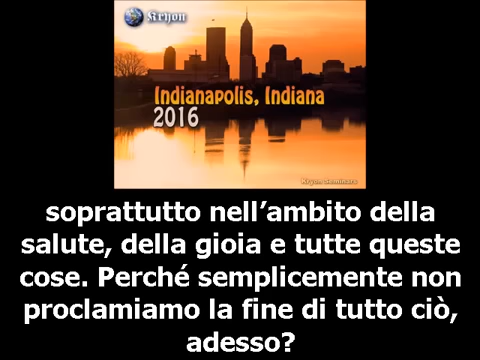 Kryon
Indianapolis, Indiana
2016
Kryon seminars
soprattutto nell’ambito della
salute, della gioia e tutte queste
cose. Perché semplicemente non
proclamiamo la fine di tutto ciò,
adesso?